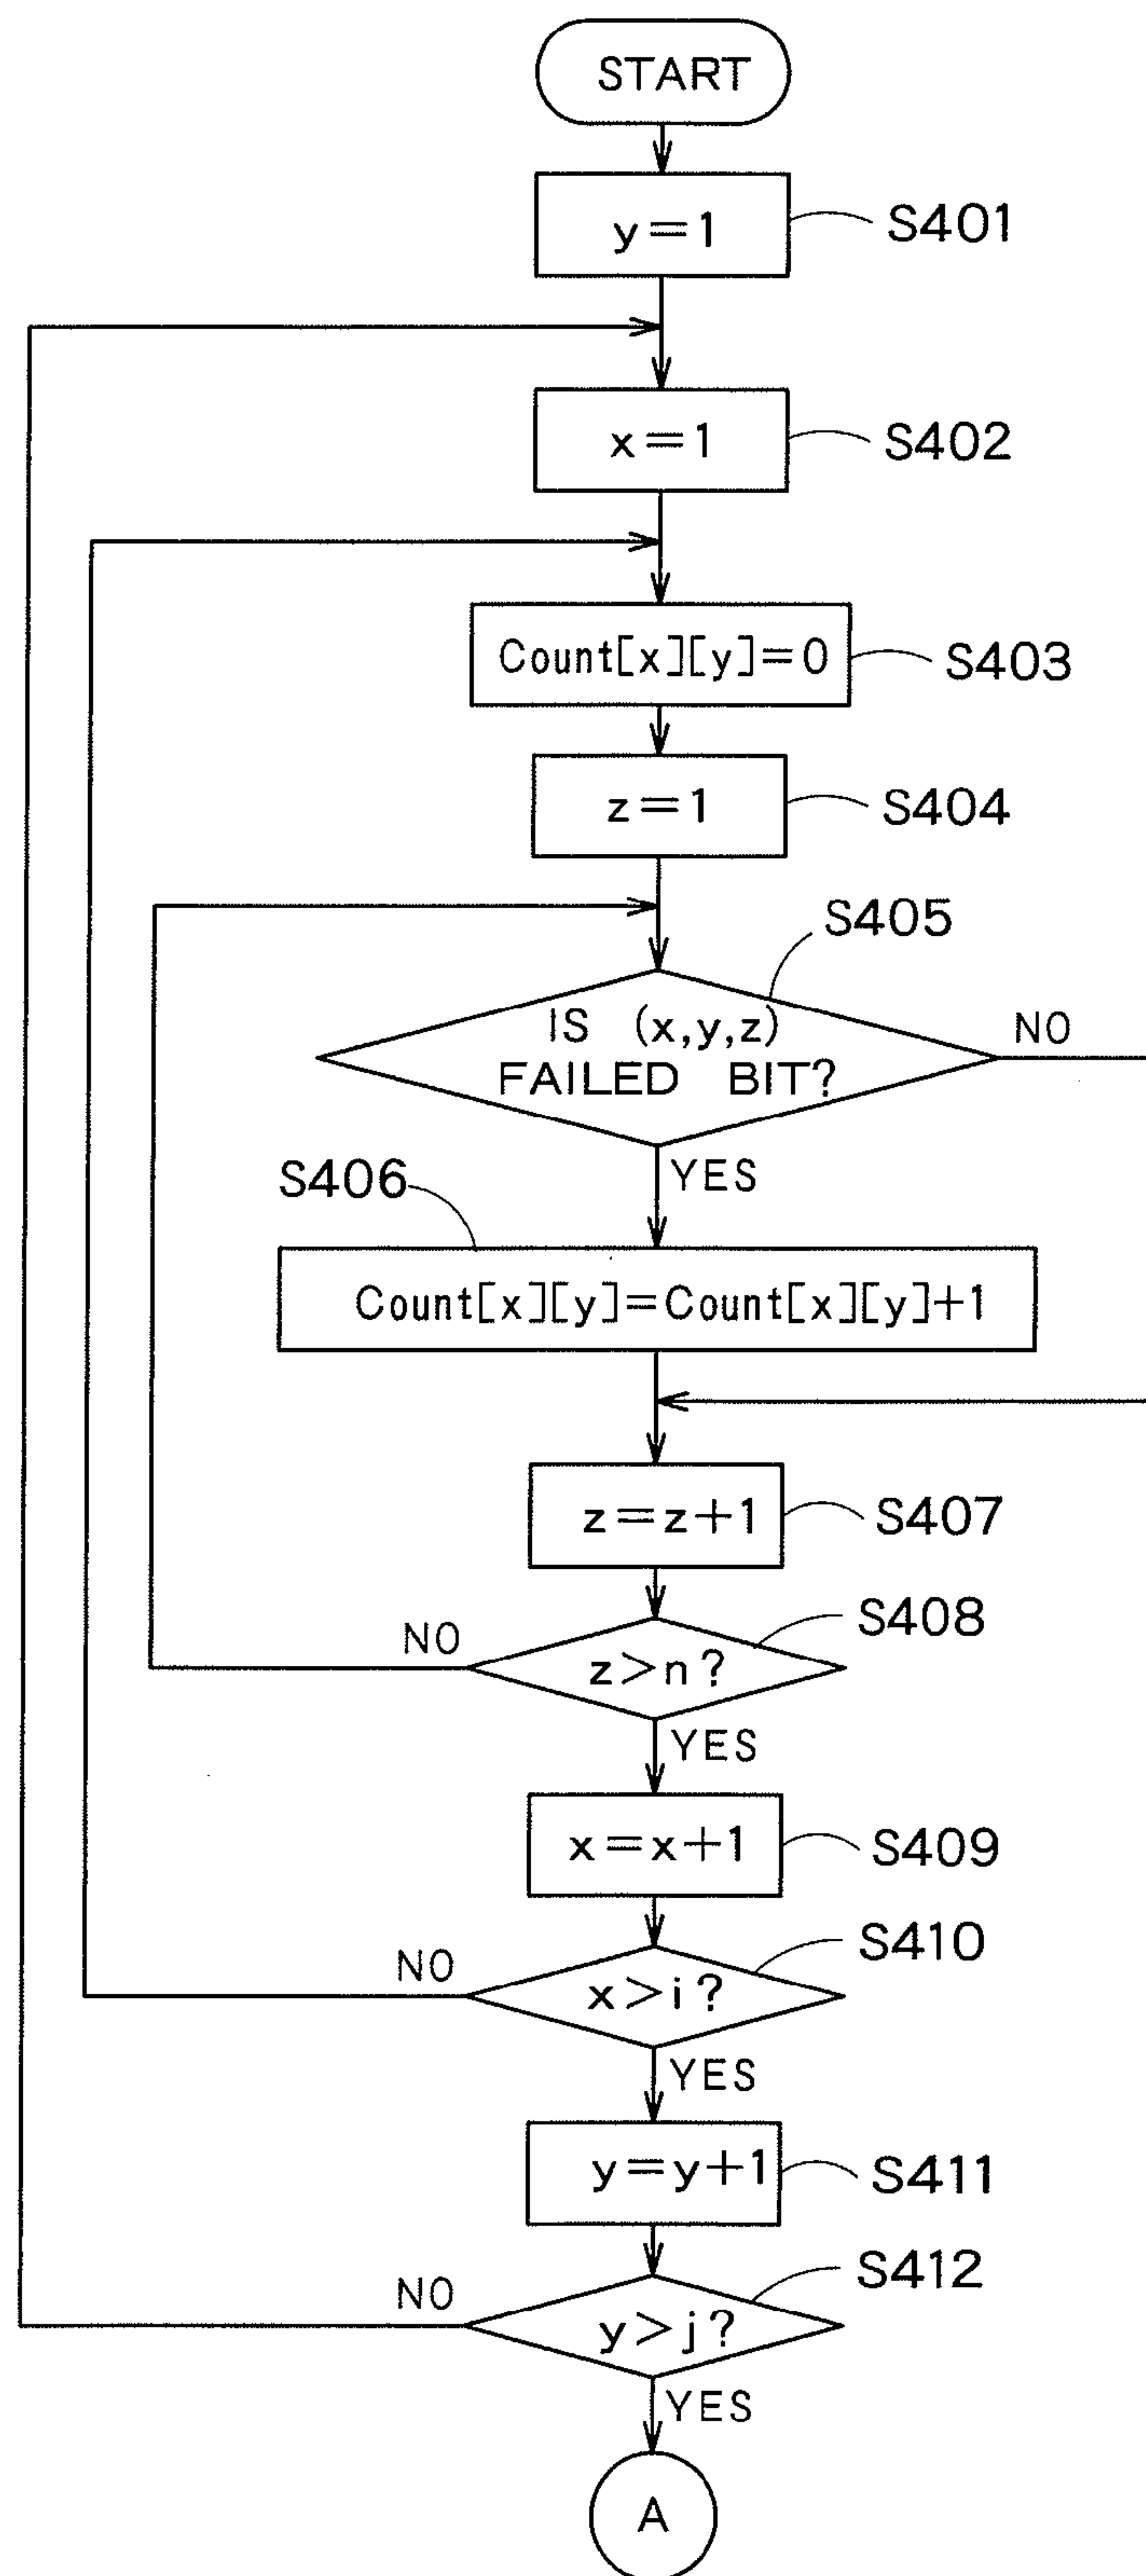 START
y=1
S401
x=1
S402
Count[x][y]=0
S403
z=1
S404
S405
IS (x,y,z)
FAILED BIT?
NO
YES
S406
Count[x][y]=Count[x][y]+1
z=z+1
S407
S408
NO
z>n?
YES
x=x+1
S409
S410
NO
x>i?
YES
y=y+1
S411
S412
NO
y>j?
YES
A